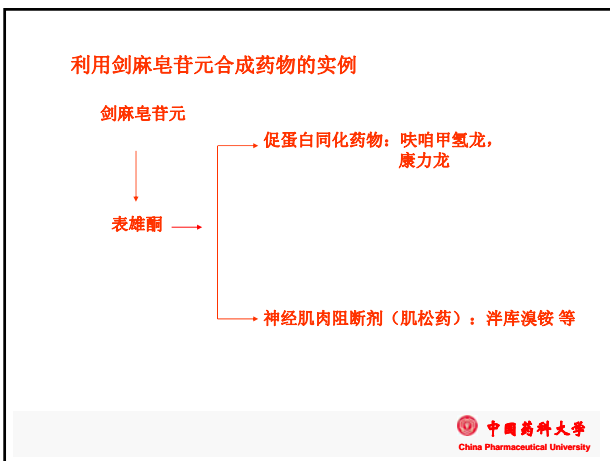 利用剑麻皂苷元合成药物的实例
剑麻皂苷元
促蛋白同化药物：呋咱甲氢龙，
康力龙
表雄酮
神经肌肉阻断剂（肌松药）：泮库溴铵 等
中国药科大学
China Pharmaceutical University